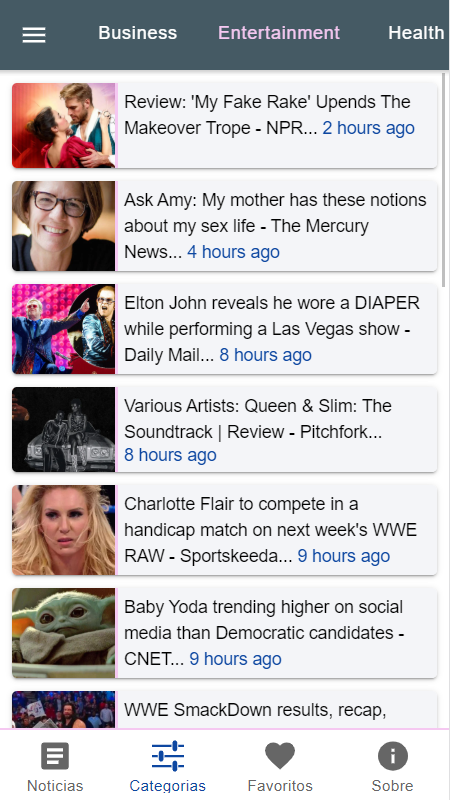 Business Entertainment Health
Review: 'My Fake Rake' Upends The
Makeover Trope - NPR... 2 hours ago
Ask Amy: My mother has these notions
about my sex life - The Mercury
News... 4 hours ago
Elton John reveals he wore a DIAPER
while performing a Las Vegas show -
Daily Mail... 8 hours ago
Various Artists: Queen & Slim: The
Soundtrack | Review - Pitchfork...
8 hours ago
Charlotte Flair to compete in a
handicap match on next week's WWE
RAW - Sportskeeda... 9 hours ago
Baby Yoda trending higher on social
media than Democratic candidates -
CNET... 9 hours ago
WWE SmackDown results, recap,
Noticias Categorias Favoritos Sobre